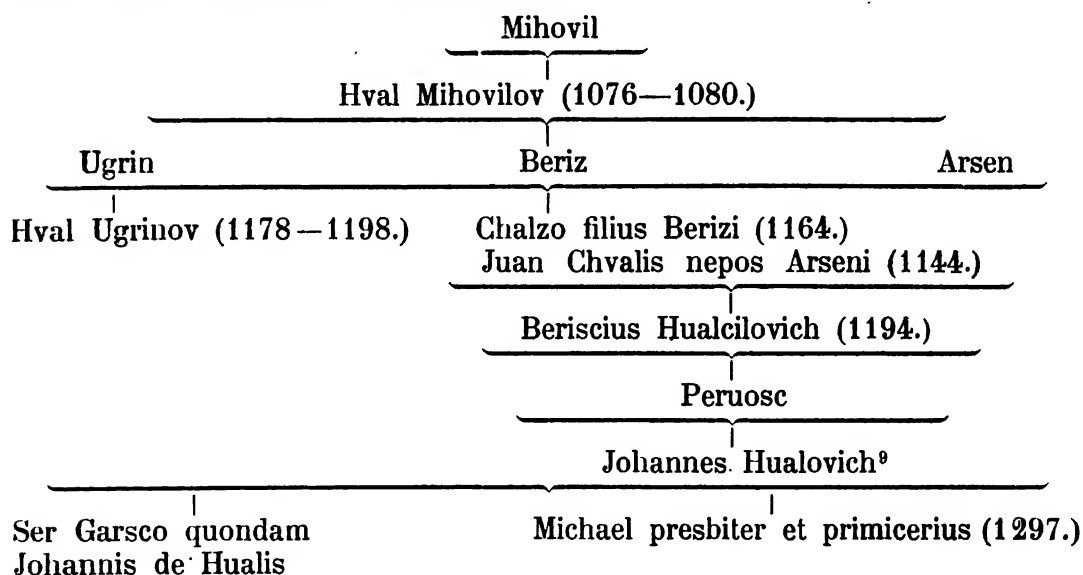 Mihovil
Hval Mihovilov (1076—1080.)
Ugrin Beriz Arsen
Hval Ugrinov (1178—1198.) Chalzo filius Berizi (1164.)
Juan Chvalis nepos Arseni (1144.)
Beriscius Hualcilovich (1194.)
Peruosc
Johannes Hualovich⁹
Ser Garsco quondam Michael presbiter et primicerius (1297.)
Johannis de Hualis